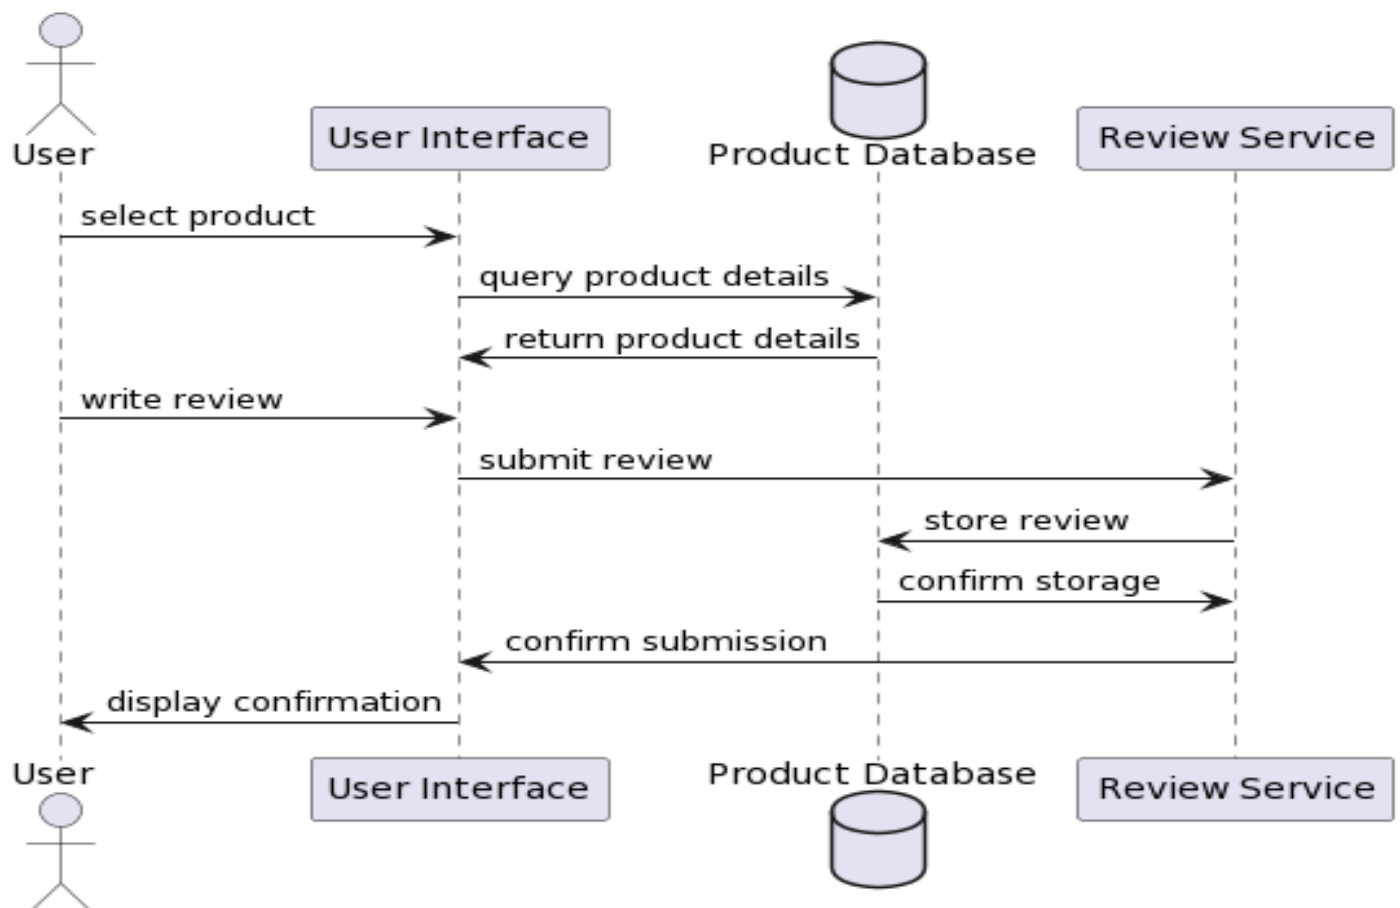 User
User Interface
Product Database
Review Service
select product
query product details
return product details
write review
submit review
store review
confirm storage
confirm submission
display confirmation
User
User Interface
Product Database
Review Service